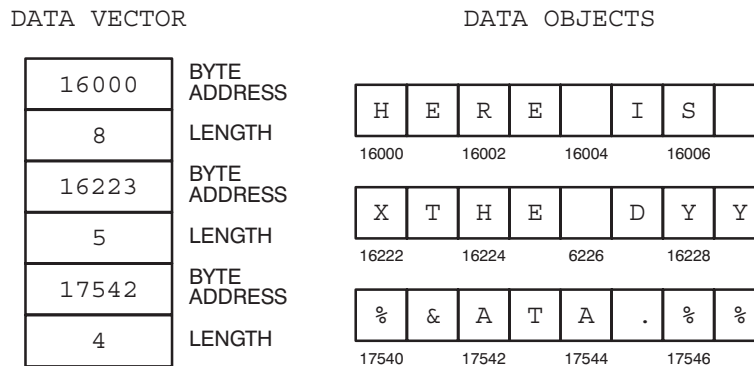 DATA VECTOR
DATA OBJECTS
16000 BYTE ADDRESS
8 LENGTH
16223 BYTE ADDRESS
5 LENGTH
17542 BYTE ADDRESS
4 LENGTH
H E R E I S
16000 16002 16004 16006
X T H E D Y Y
16222 16224 6226 16228
% & A T A . % %
17540 17542 17544 17546